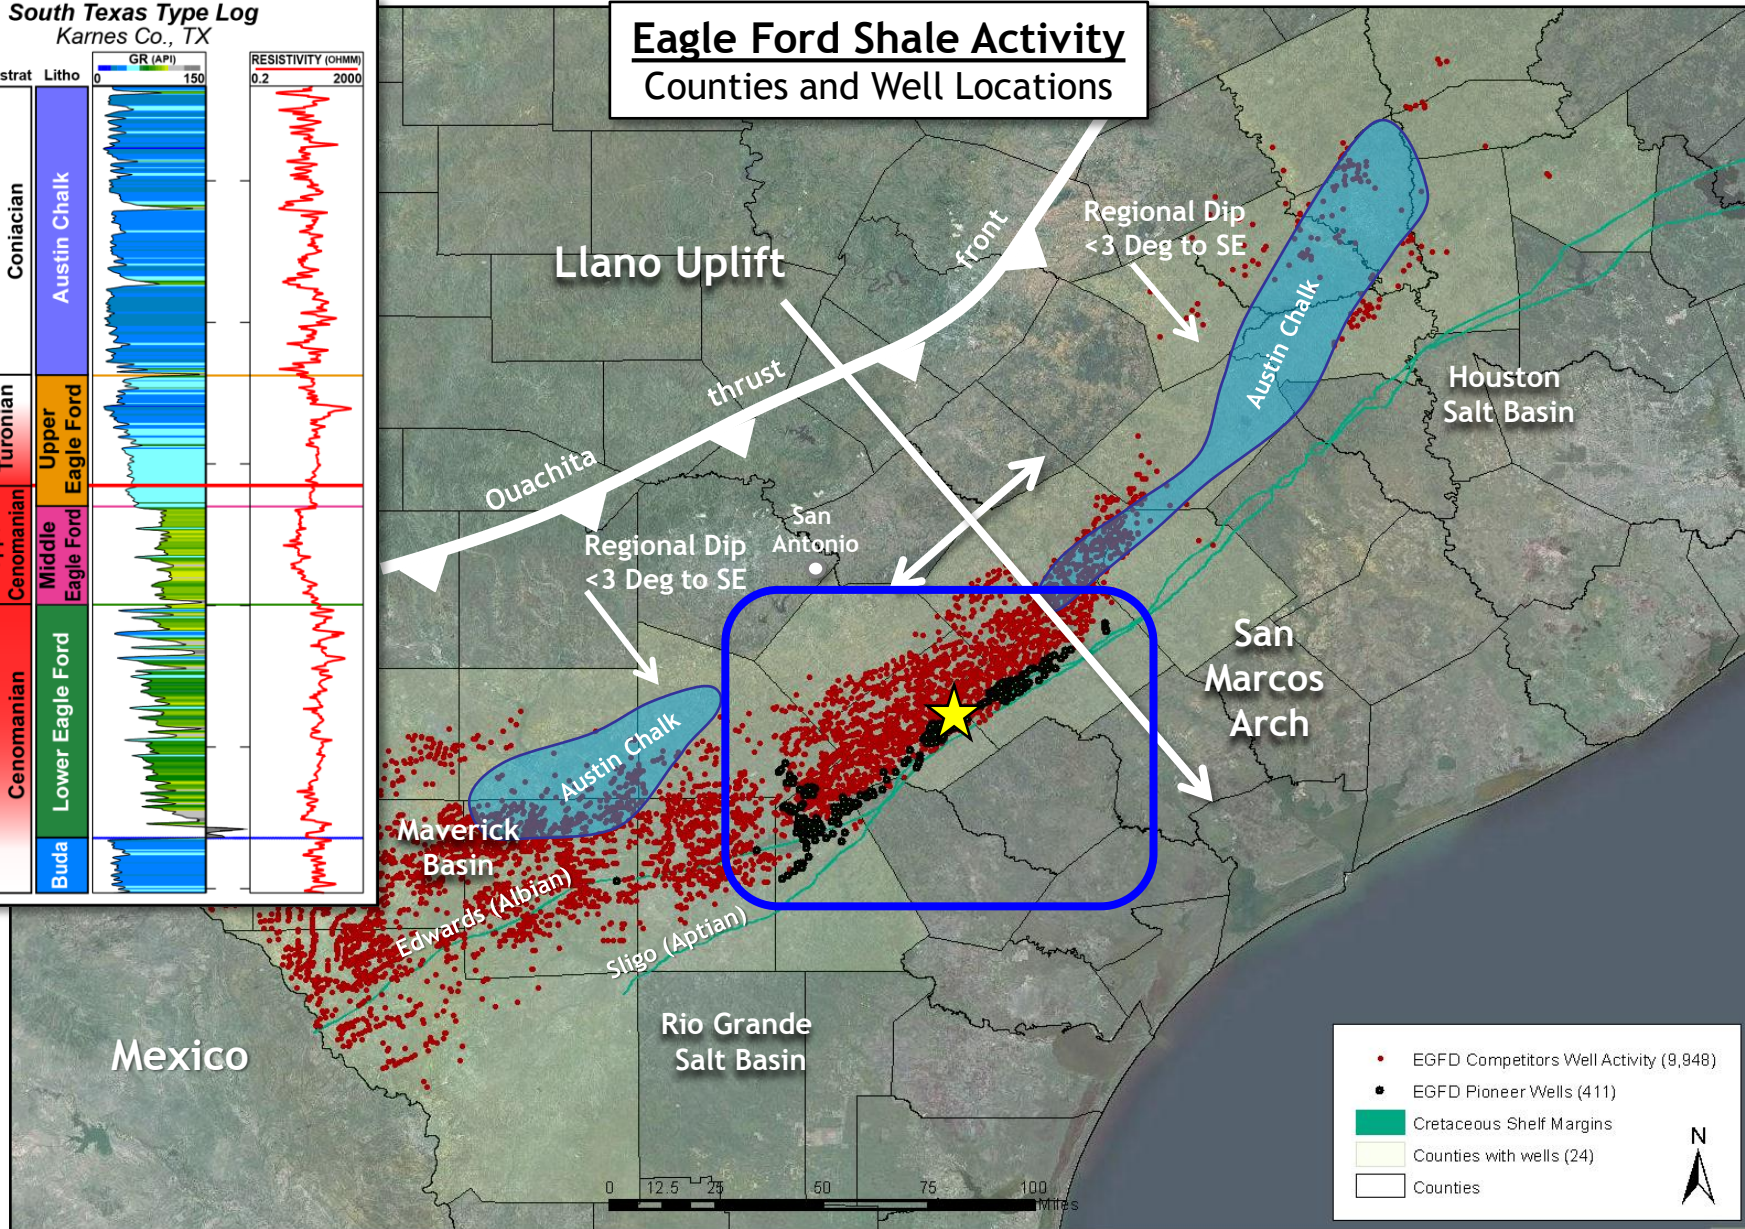 South Texas Type Log
Karnes Co., TX
GR (API)
0 150
RESISTIVITY (OHMM)
0.2 2000
strat Litho
Coniacian
Austin Chalk
Turonian
Upper
Eagle Ford
Cenomanian
Middle
Eagle Ford
Cenomanian
Lower Eagle Ford
Buda
Eagle Ford Shale Activity
Counties and Well Locations
Llano Uplift
Ouachita
thrust
front
Regional Dip
<3 Deg to SE
Austin Chalk
Houston
Salt Basin
San
Antonio
Regional Dip
<3 Deg to SE
San
Marcos
Arch
Austin Chalk
Maverick
Basin
Edwards (Albian)
Sligo (Aptian)
Rio Grande
Salt Basin
Mexico
0 12.5 25 50 75 100
Miles
EGFD Competitors Well Activity (9,948)
EGFD Pioneer Wells (411)
Cretaceous Shelf Margins
Counties with wells (24)
Counties
N